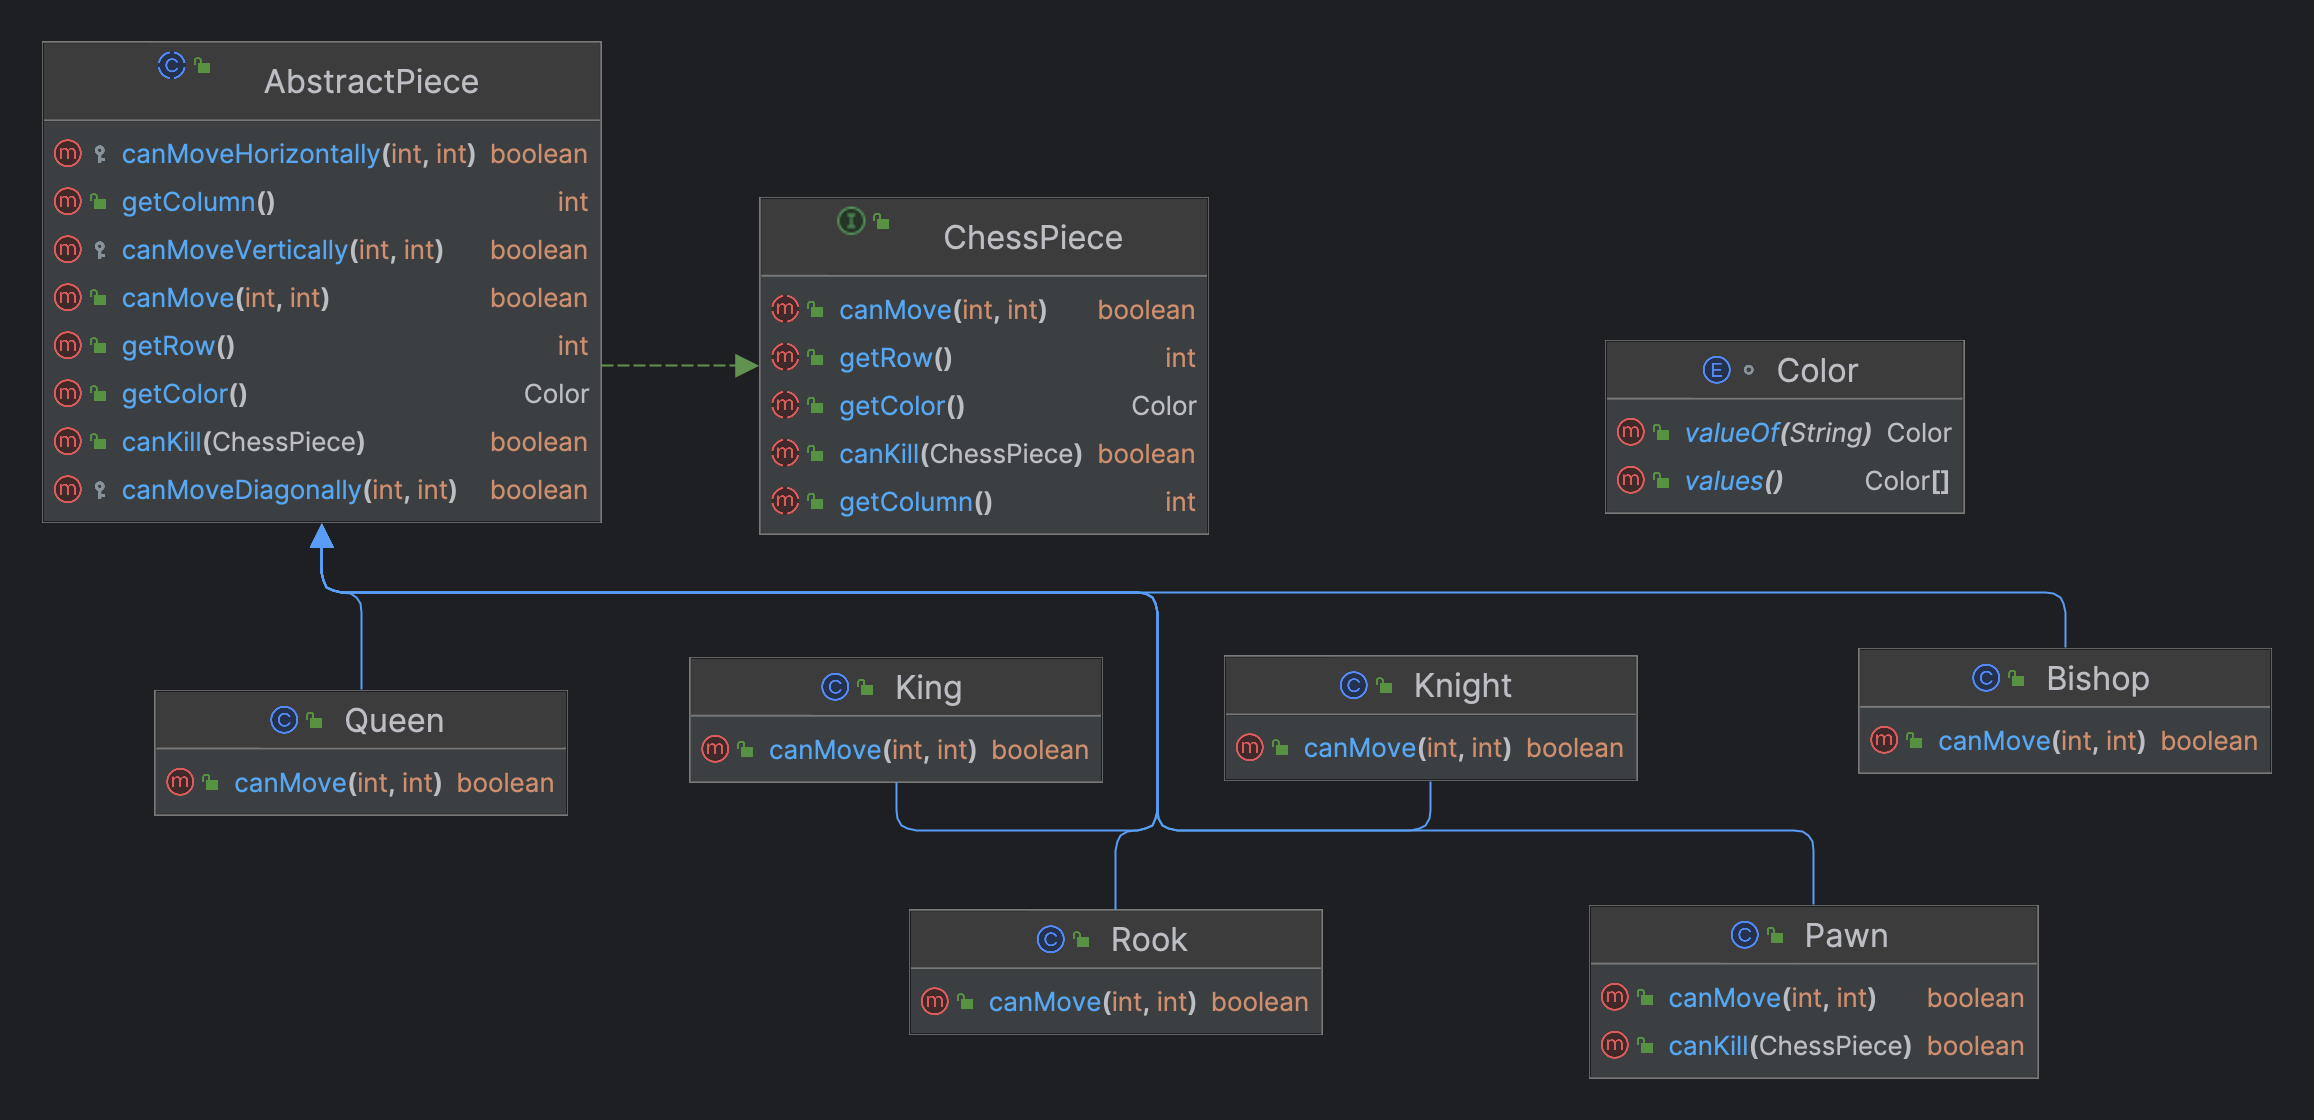 AbstractPiece
canMoveHorizontally(int, int) boolean
getColumn() int
canMoveVertically(int, int) boolean
canMove(int, int) boolean
getRow() int
getColor() Color
canKill(ChessPiece) boolean
canMoveDiagonally(int, int) boolean
ChessPiece
canMove(int, int) boolean
getRow() int
getColor() Color
canKill(ChessPiece) boolean
getColumn() int
Color
valueOf(String) Color
values() Color[]
Queen
canMove(int, int) boolean
King
canMove(int, int) boolean
Knight
canMove(int, int) boolean
Bishop
canMove(int, int) boolean
Rook
canMove(int, int) boolean
Pawn
canMove(int, int) boolean
canKill(ChessPiece) boolean